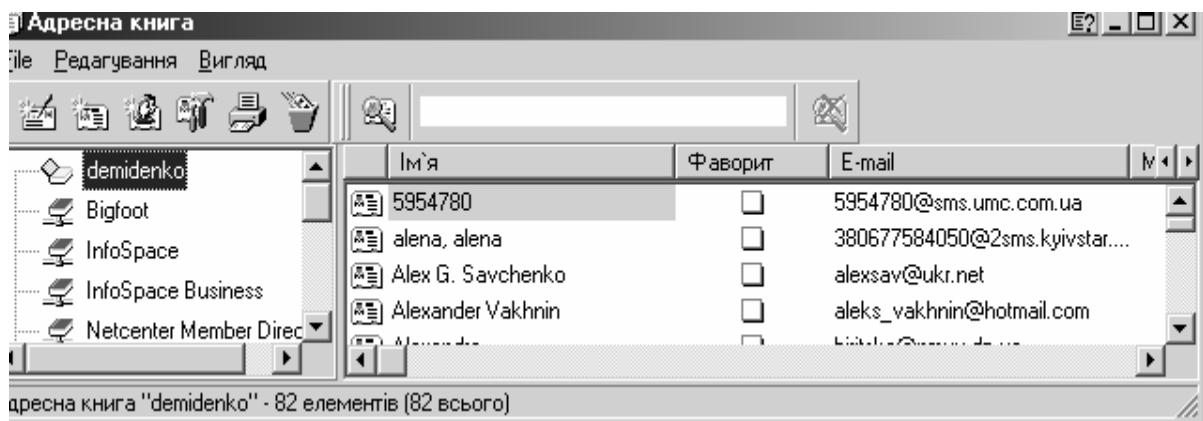 Адресна книга
File Редагування Вигляд
demidenko
Bigfoot
InfoSpace
InfoSpace Business
Netcenter Member Direc
Ім`я Фаворит E-mail
5954780 5954780@sms.umc.com.ua
alena, alena 380677584050@2sms.kyivstar....
Alex G. Savchenko alexsav@ukr.net
Alexander Vakhnin aleks_vakhnin@hotmail.com
дресна книга "demidenko" - 82 елементів (82 всього)